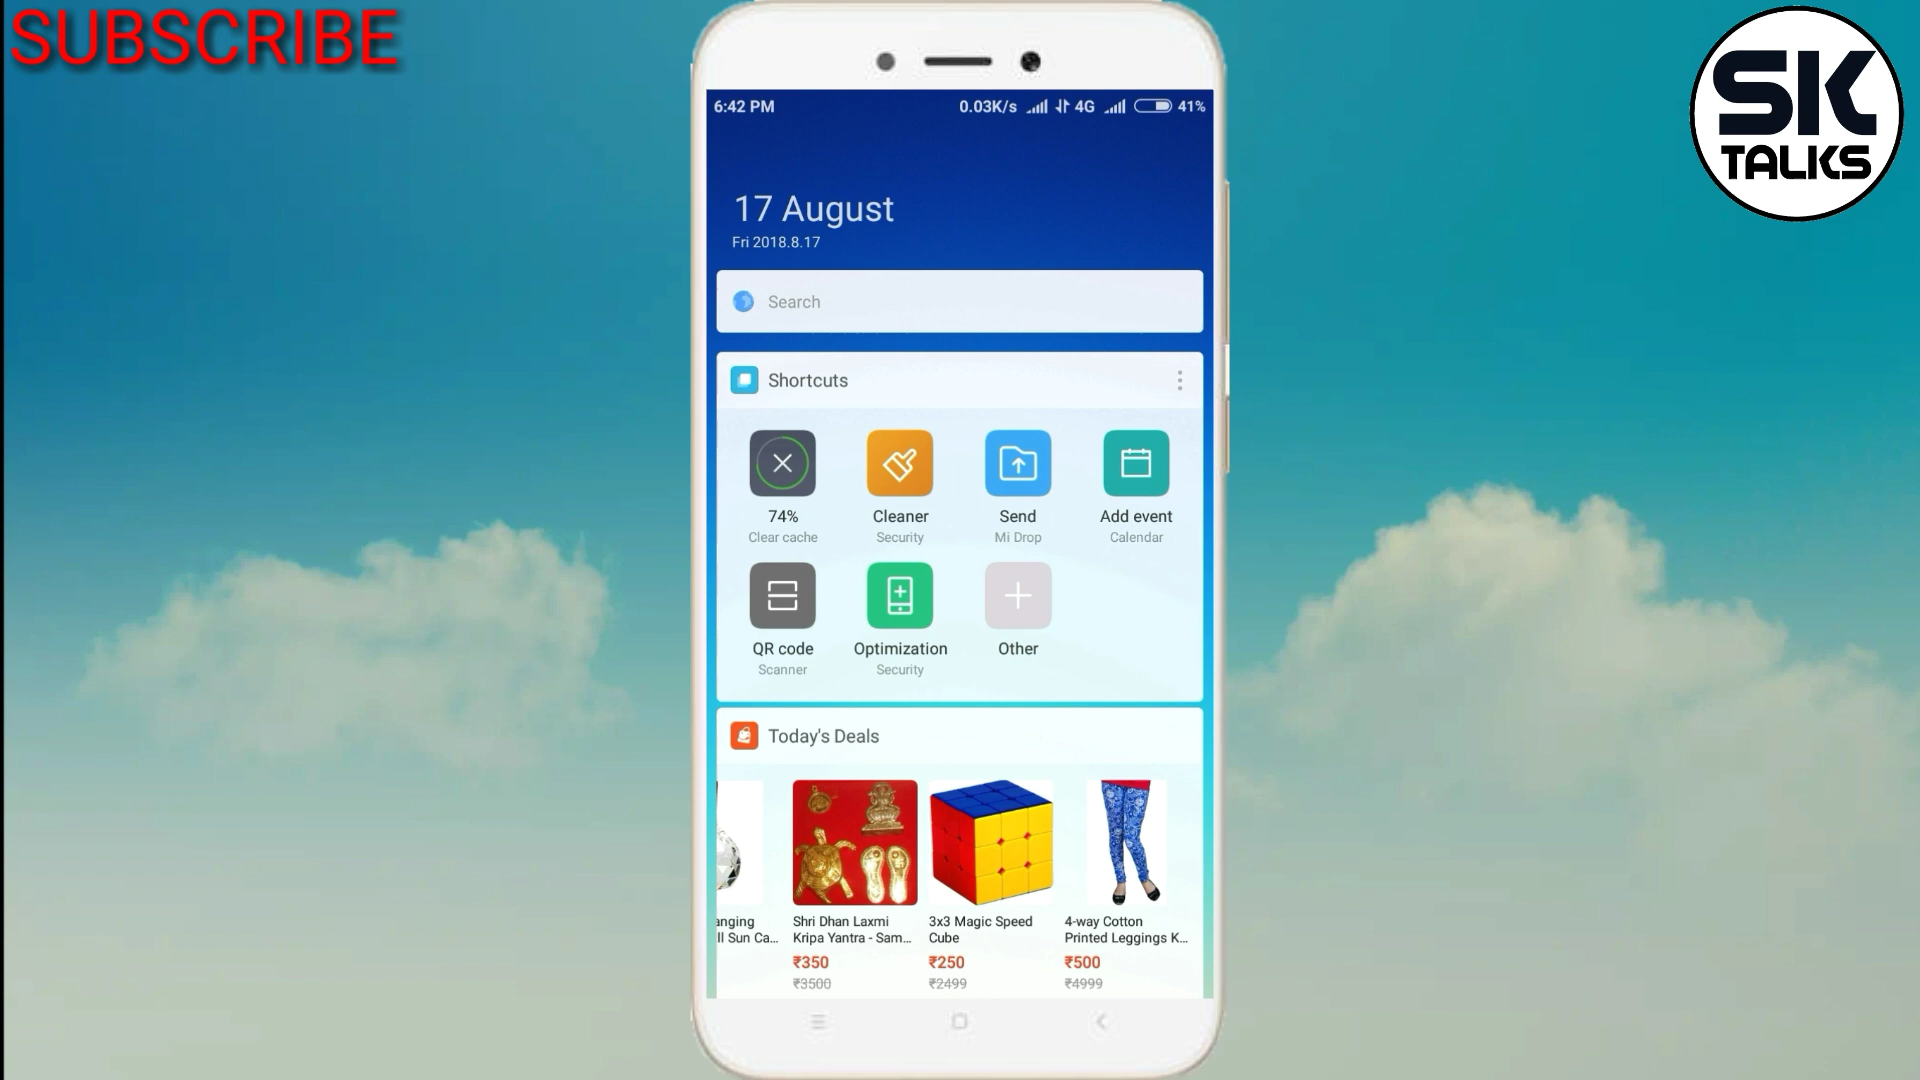 SUBSCRIBE
SK
TALKS
6:42 PM 0.03K/s 4G 41%
17 August
Fri 2018.8.17
Search
Shortcuts
74% Cleaner Send Add event
Clear cache Security Mi Drop Calendar
QR code Optimization Other
Scanner Security
Today's Deals
anging Shri Dhan Laxmi 3x3 Magic Speed 4-way Cotton
ll Sun Ca... Kripa Yantra - Sam... Cube Printed Leggings K...
₹350 ₹250 ₹500
₹3500 ₹2499 ₹4999